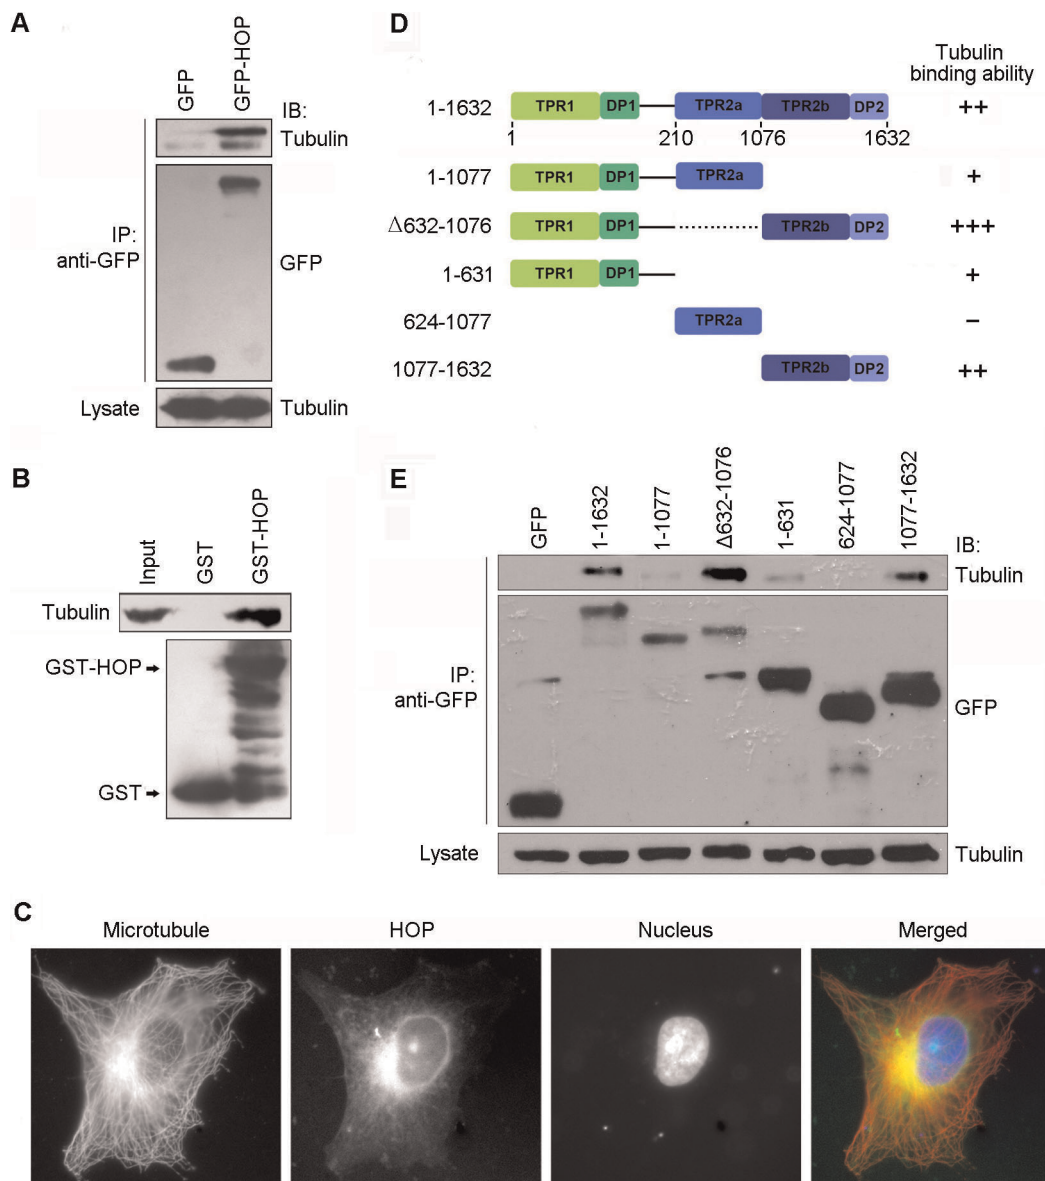 A
GFP
GFP-HOP
IB:
Tubulin
IP:
anti-GFP
GFP
Lysate
Tubulin
B
Input
GST
GST-HOP
Tubulin
GST-HOP
GST
D
Tubulin
binding ability
1-1632 TPR1 DP1 TPR2a TPR2b DP2 ++
1 210 1076 1632
1-1077 TPR1 DP1 TPR2a +
Δ632-1076 TPR1 DP1 TPR2b DP2 +++
1-631 TPR1 DP1 +
624-1077 TPR2a −
1077-1632 TPR2b DP2 ++
E
GFP
1-1632
1-1077
Δ632-1076
1-631
624-1077
1077-1632
IB:
Tubulin
IP:
anti-GFP
GFP
Lysate
Tubulin
C
Microtubule HOP Nucleus Merged